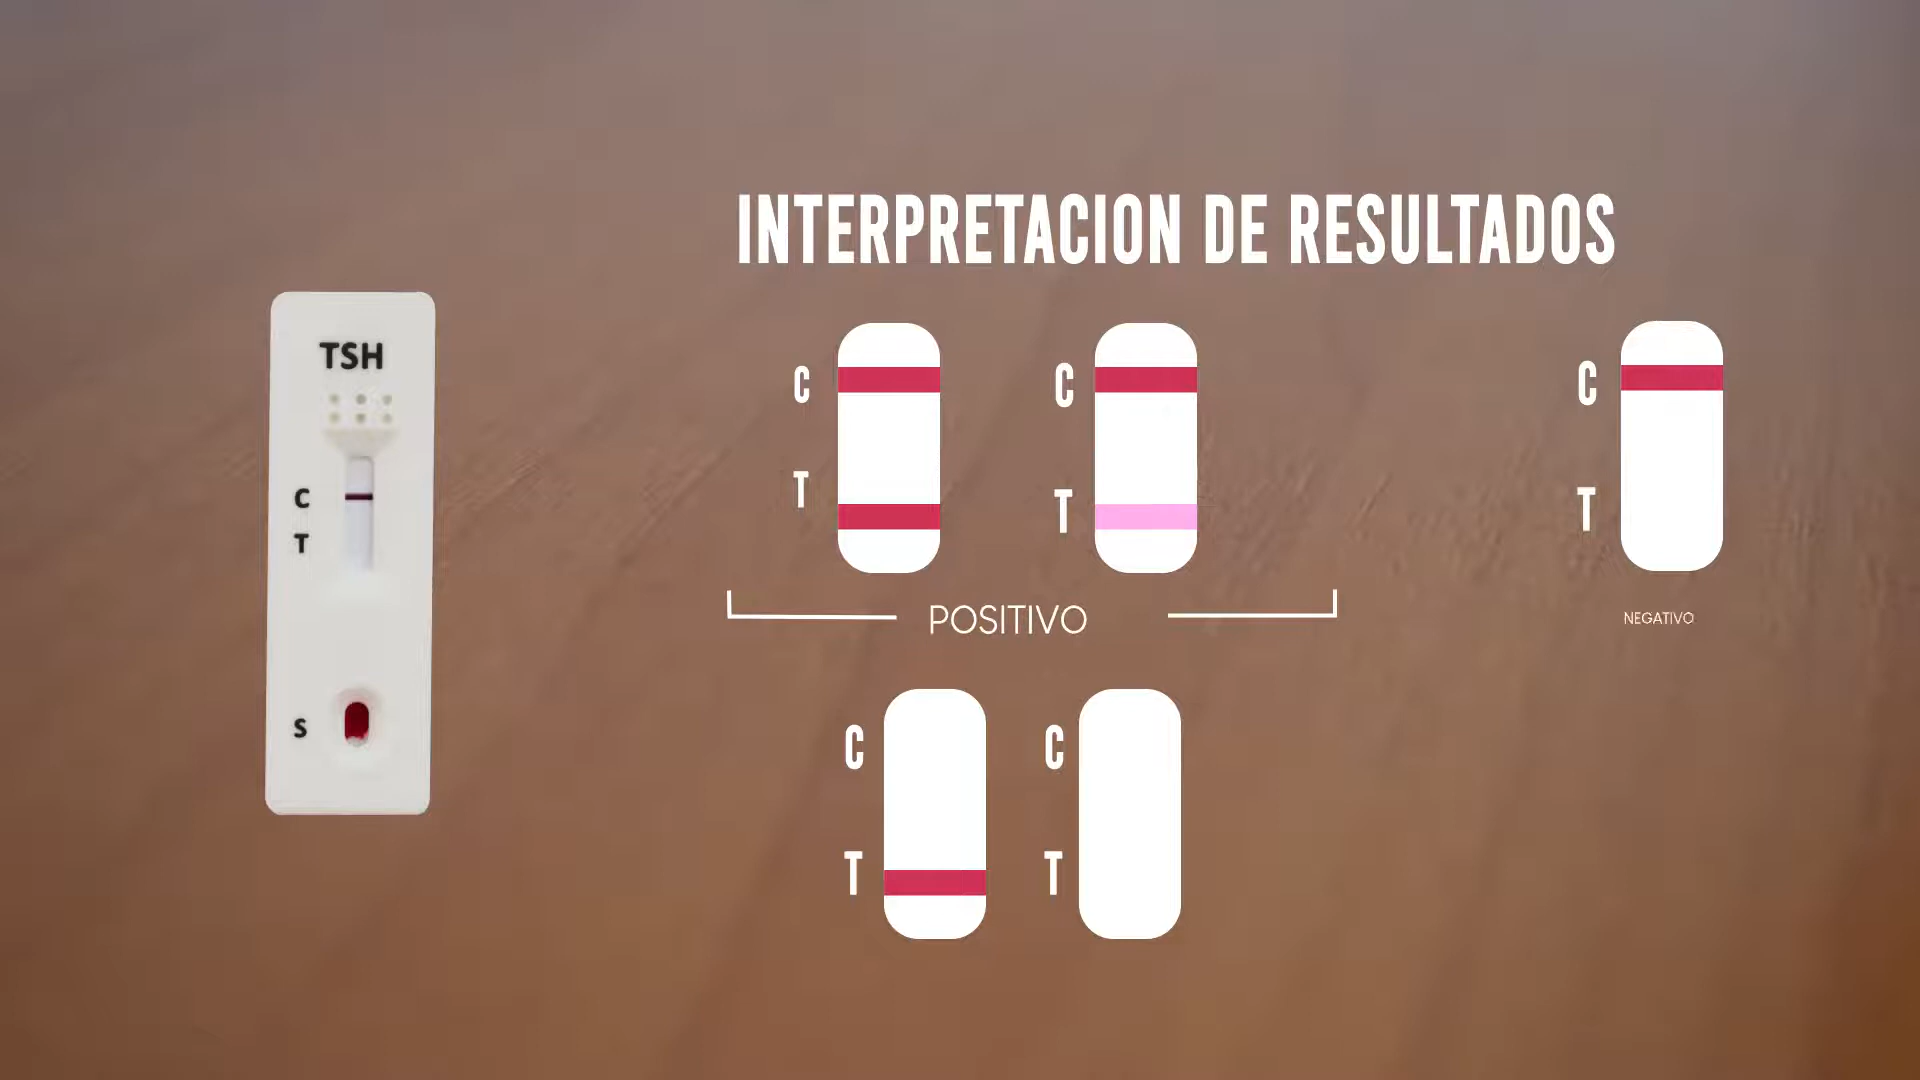 INTERPRETACION DE RESULTADOS
TSH
C
T
S
C
T
C
T
C
T
POSITIVO
NEGATIVO
C
T
C
T